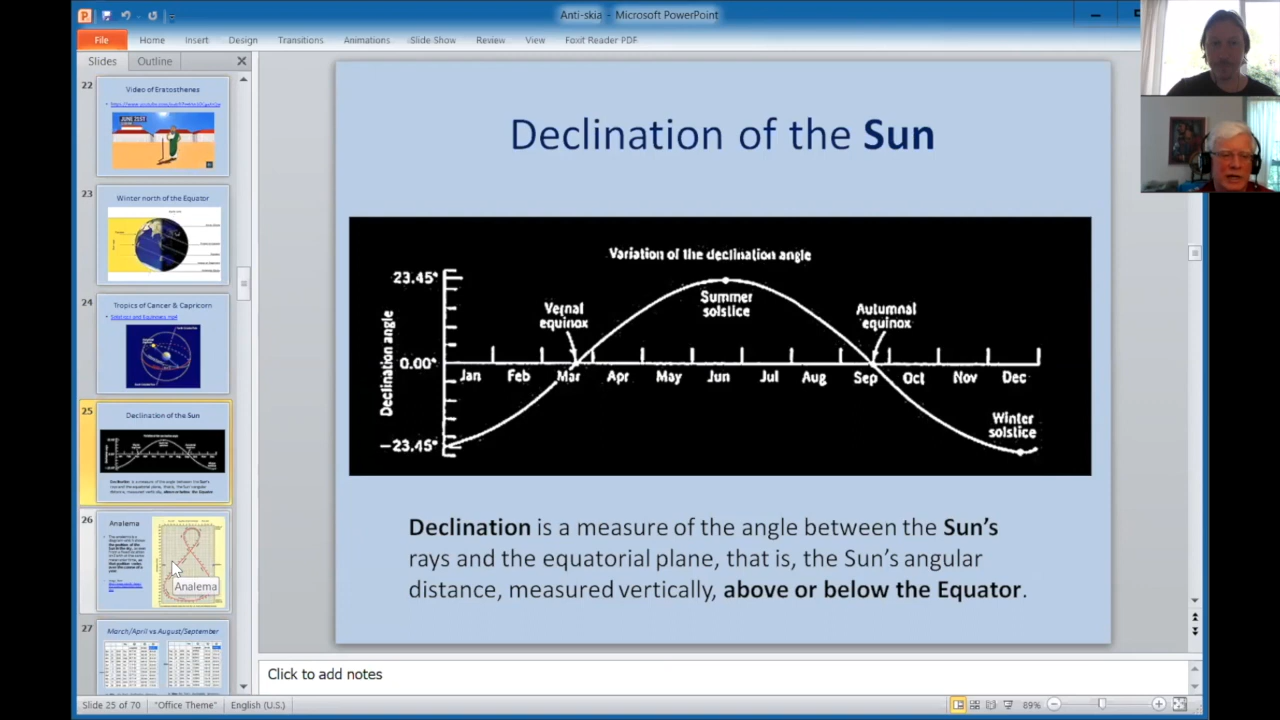 Anti-skia - Microsoft PowerPoint
File Home Insert Design Transitions Animations Slide Show Review View Foxit Reader PDF
Slides Outline
22
Video of Eratosthenes
JUNE 21ST
23
Winter north of the Equator
24
Tropics of Cancer & Capricorn
25
Declination of the Sun
26
Analema
Analema
27
March/April vs August/September
Declination of the Sun
Variation of the declination angle
Declination angle
23.45°
0.00°
-23.45°
Vernal
equinox
Summer
solstice
Autumnal
equinox
Jan Feb Mar Apr May Jun Jul Aug Sep Oct Nov Dec
Winter
solstice
Declination is a measure of the angle between the Sun's
rays and the equatorial plane, that is, the Sun's angular
distance, measured vertically, above or below the Equator.
Click to add notes
Slide 25 of 70 "Office Theme" English (U.S.) 89%